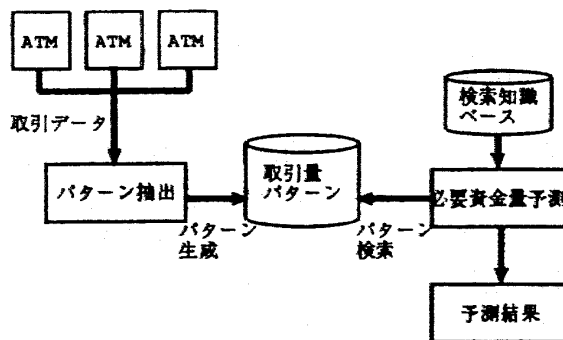 ATM
ATM
ATM
取引データ
検索知識
ベース
パターン抽出
取引量
パターン
必要資金量予測
パターン
生成
パターン
検索
予測結果